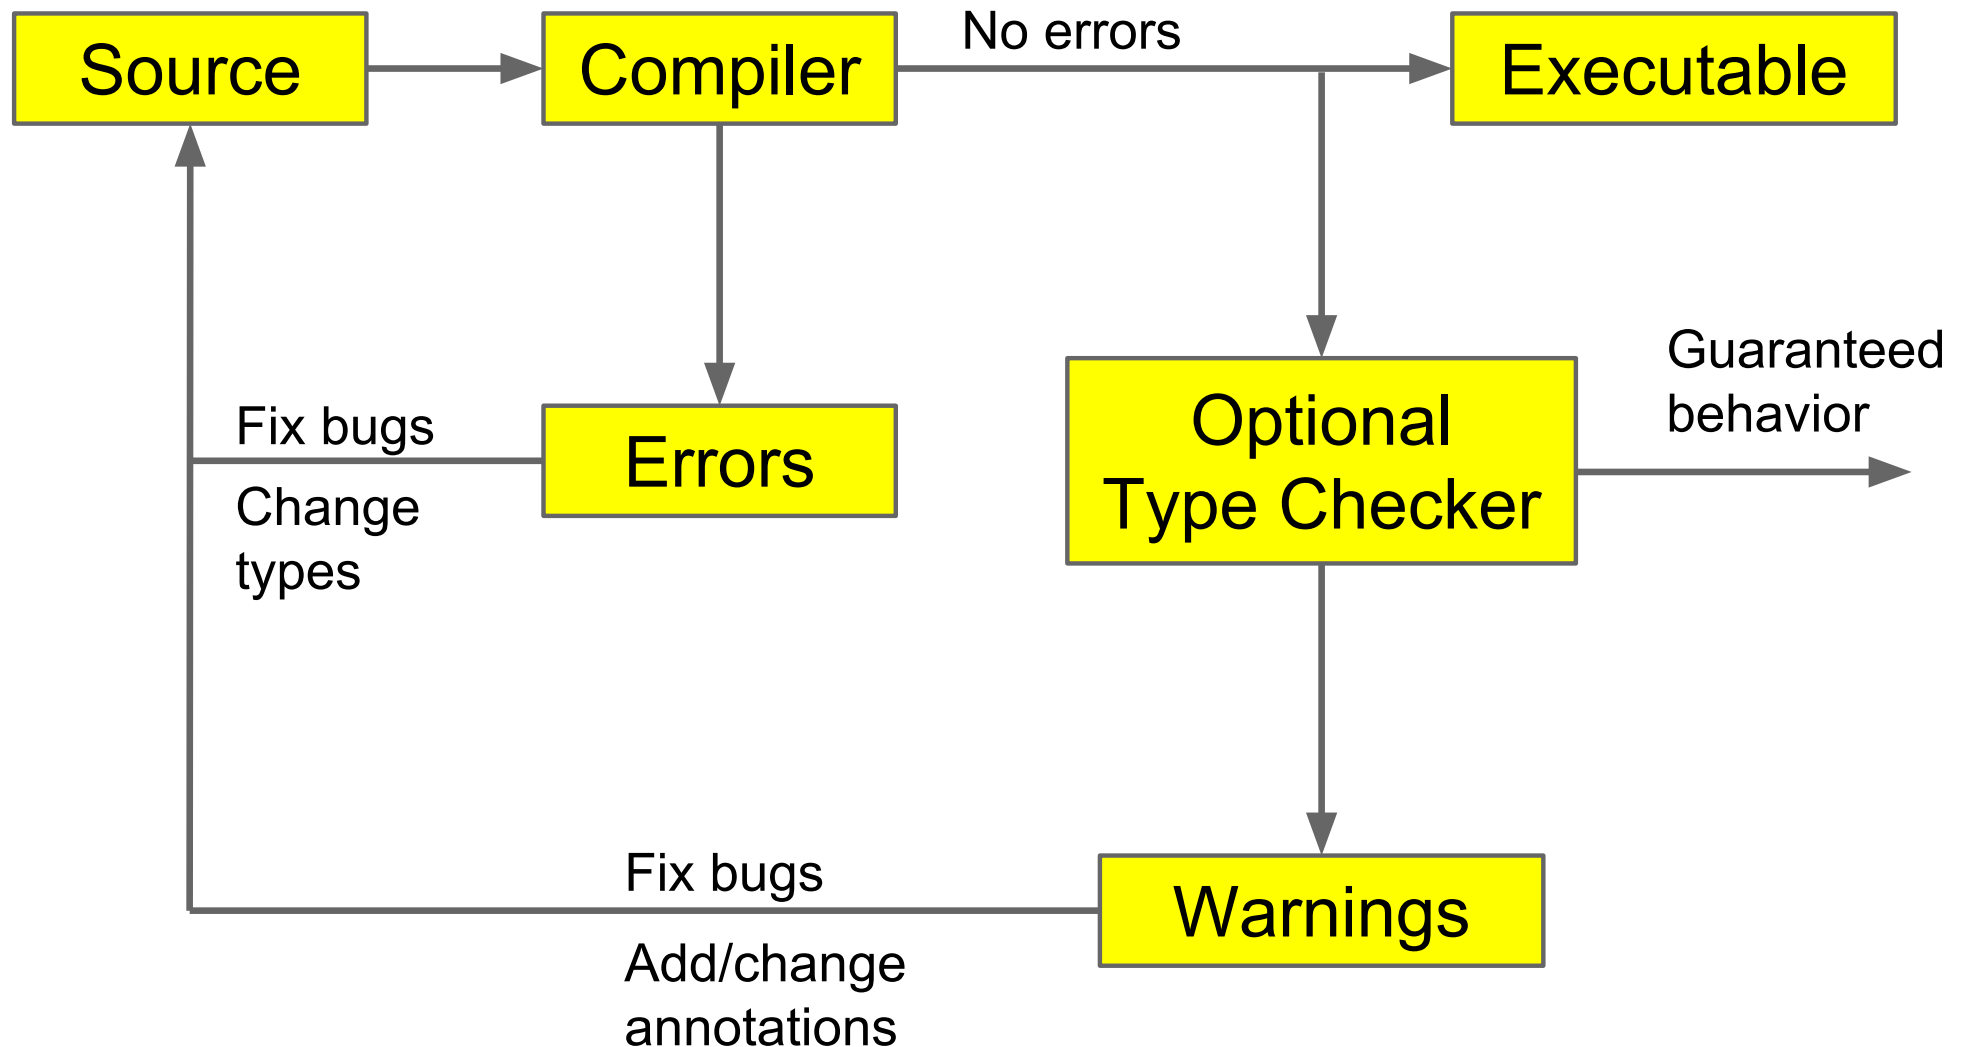 Source
Compiler
No errors
Executable
Guaranteed
behavior
Optional
Type Checker
Fix bugs
Errors
Change
types
Fix bugs
Warnings
Add/change
annotations